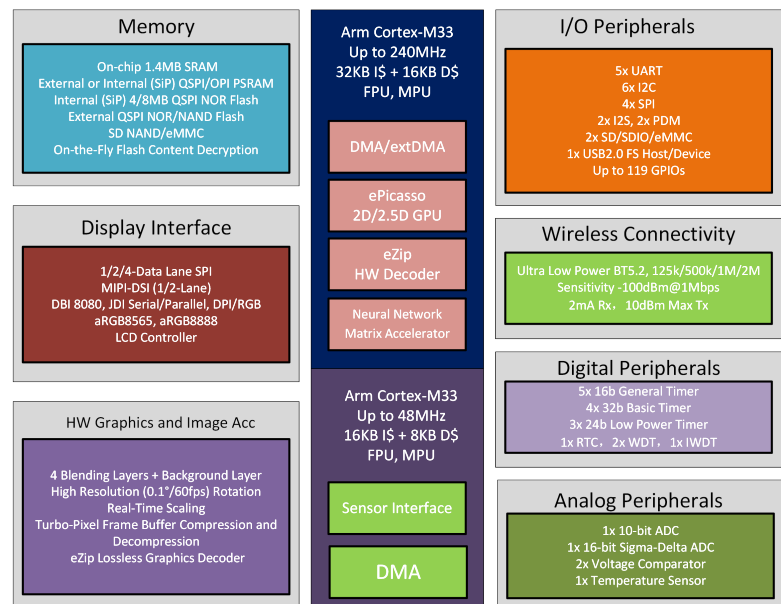 Memory
On-chip 1.4MB SRAM
External or Internal (SiP) QSPI/OPI PSRAM
Internal (SiP) 4/8MB QSPI NOR Flash
External QSPI NOR/NAND Flash
SD NAND/eMMC
On-the-Fly Flash Content Decryption
Display Interface
1/2/4-Data Lane SPI
MIPI-DSI (1/2-Lane)
DBI 8080, JDI Serial/Parallel, DPI/RGB
aRGB8565, aRGB8888
LCD Controller
HW Graphics and Image Acc
4 Blending Layers + Background Layer
High Resolution (0.1°/60fps) Rotation
Real-Time Scaling
Turbo-Pixel Frame Buffer Compression and
Decompression
eZip Lossless Graphics Decoder
Arm Cortex-M33
Up to 240MHz
32KB I$ + 16KB D$
FPU, MPU
DMA/extDMA
ePicasso
2D/2.5D GPU
eZip
HW Decoder
Neural Network
Matrix Accelerator
Arm Cortex-M33
Up to 48MHz
16KB I$ + 8KB D$
FPU, MPU
Sensor Interface
DMA
I/O Peripherals
5x UART
6x I2C
4x SPI
2x I2S, 2x PDM
2x SD/SDIO/eMMC
1x USB2.0 FS Host/Device
Up to 119 GPIOs
Wireless Connectivity
Ultra Low Power BT5.2, 125k/500k/1M/2M
Sensitivity -100dBm@1Mbps
2mA Rx，10dBm Max Tx
Digital Peripherals
5x 16b General Timer
4x 32b Basic Timer
3x 24b Low Power Timer
1x RTC，2x WDT，1x IWDT
Analog Peripherals
1x 10-bit ADC
1x 16-bit Sigma-Delta ADC
2x Voltage Comparator
1x Temperature Sensor